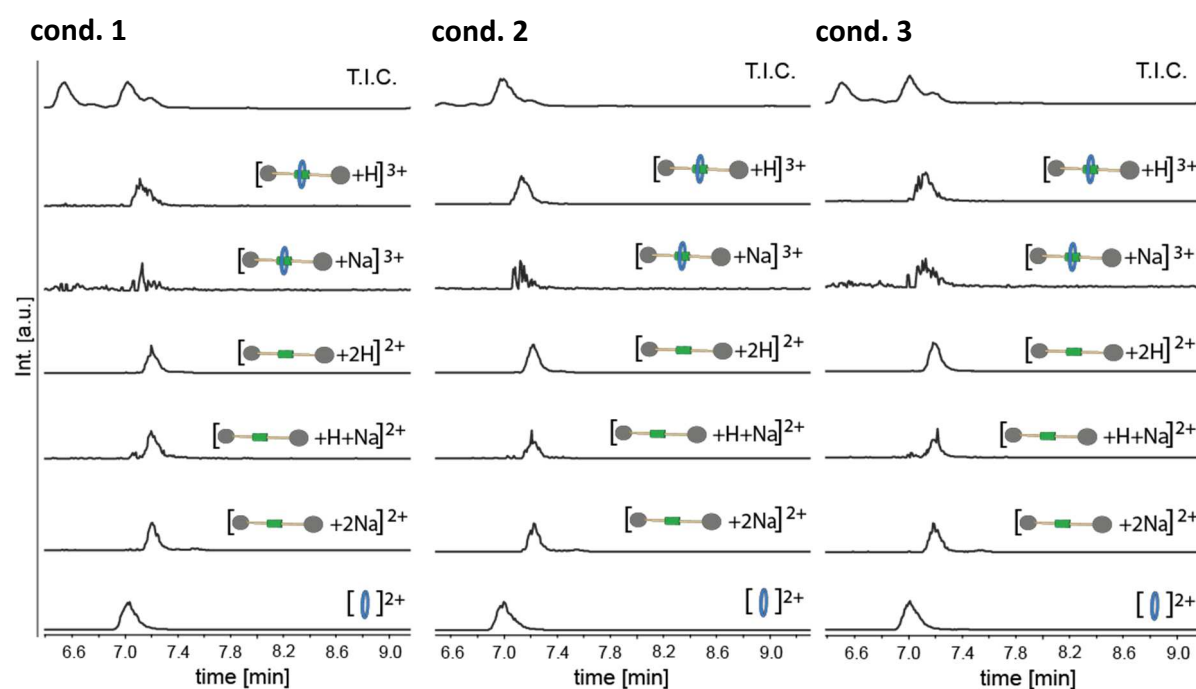 cond. 1
cond. 2
cond. 3
T.I.C.
T.I.C.
T.I.C.
[ +H]3+
[ +H]3+
[ +H]3+
[ +Na]3+
[ +Na]3+
[ +Na]3+
Int. [a.u.]
[ +2H]2+
[ +2H]2+
[ +2H]2+
[ +H+Na]2+
[ +H+Na]2+
[ +H+Na]2+
[ +2Na]2+
[ +2Na]2+
[ +2Na]2+
[ ]2+
[ ]2+
[ ]2+
6.6 7.0 7.4 7.8 8.2 8.6 9.0
6.6 7.0 7.4 7.8 8.2 8.6 9.0
6.6 7.0 7.4 7.8 8.2 8.6 9.0
time [min]
time [min]
time [min]